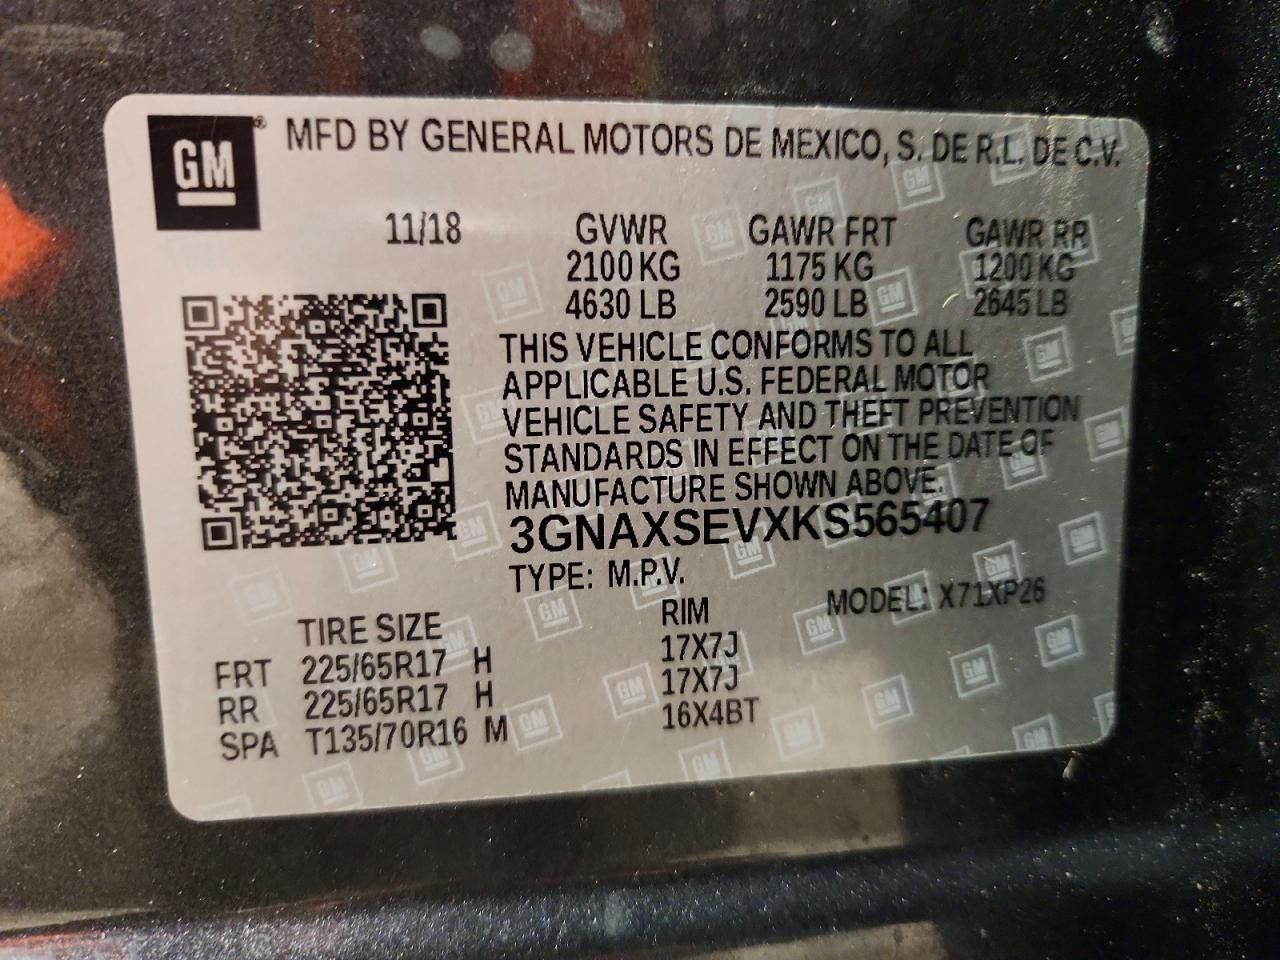 GM® MFD BY GENERAL MOTORS DE MEXICO, S. DE R.L. DE C.V.
11/18 GVWR GAWR FRT GAWR RR
2100 KG 1175 KG 1200 KG
4630 LB 2590 LB 2645 LB
THIS VEHICLE CONFORMS TO ALL
APPLICABLE U.S. FEDERAL MOTOR
VEHICLE SAFETY AND THEFT PREVENTION
STANDARDS IN EFFECT ON THE DATE OF
MANUFACTURE SHOWN ABOVE.
3GNAXSEVXKS565407
TYPE: M.P.V. MODEL: X71XP26
TIRE SIZE RIM
FRT 225/65R17 H 17X7J
RR 225/65R17 H 17X7J
SPA T135/70R16 M 16X4BT